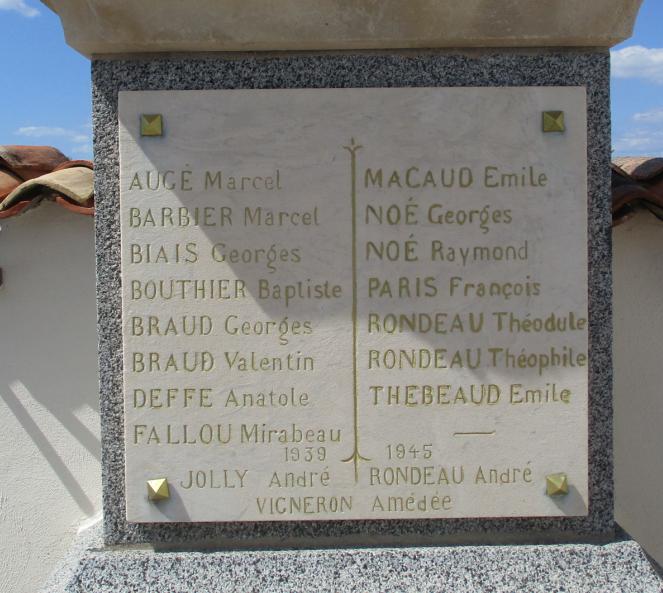 AUGÉ Marcel
BARBIER Marcel
BIAIS Georges
BOUTHIER Baptiste
BRAUD Georges
BRAUD Valentin
DEFFE Anatole
FALLOU Mirabeau
MACAUD Emile
NOÉ Georges
NOÉ Raymond
PARIS François
RONDEAU Théodule
RONDEAU Théophile
THEBEAUD Emile
1939 1945
JOLLY André RONDEAU André
VIGNERON Amédée